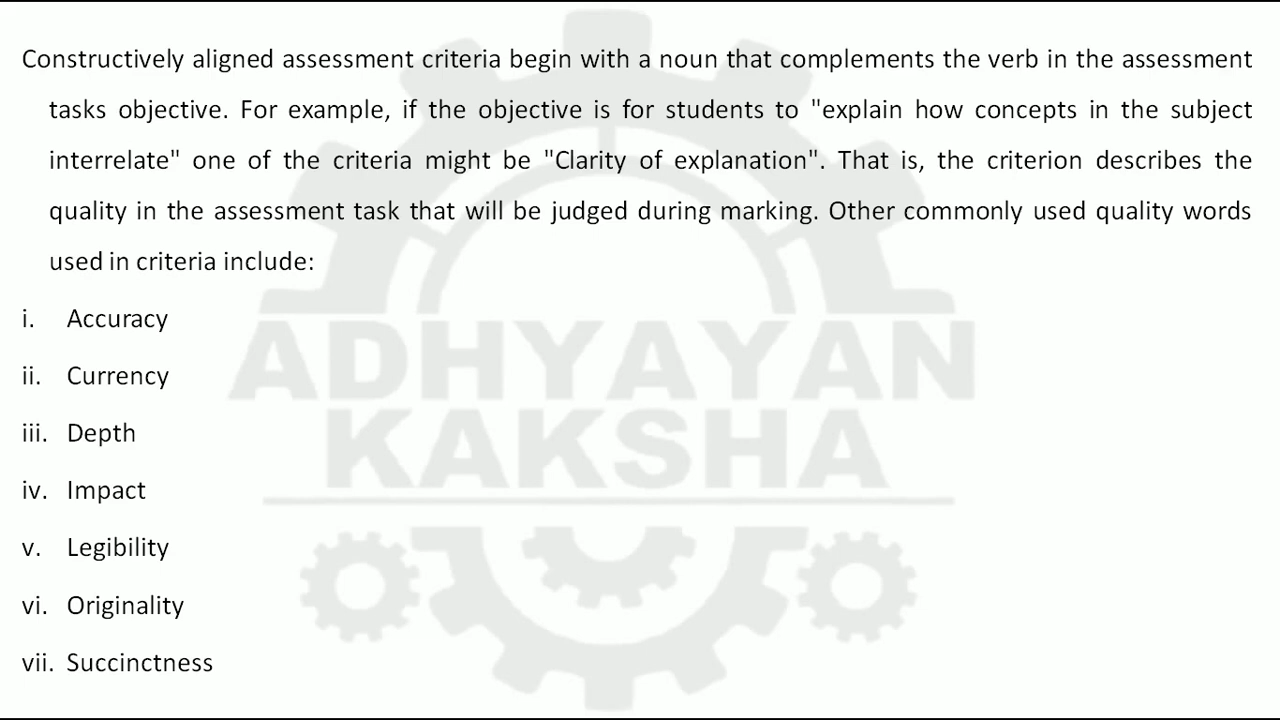 Constructively aligned assessment criteria begin with a noun that complements the verb in the assessment
tasks objective. For example, if the objective is for students to "explain how concepts in the subject
interrelate" one of the criteria might be "Clarity of explanation". That is, the criterion describes the
quality in the assessment task that will be judged during marking. Other commonly used quality words
used in criteria include:
i. Accuracy
ii. Currency
iii. Depth
iv. Impact
v. Legibility
vi. Originality
vii. Succinctness
ADHYAYAN
KAKSHA